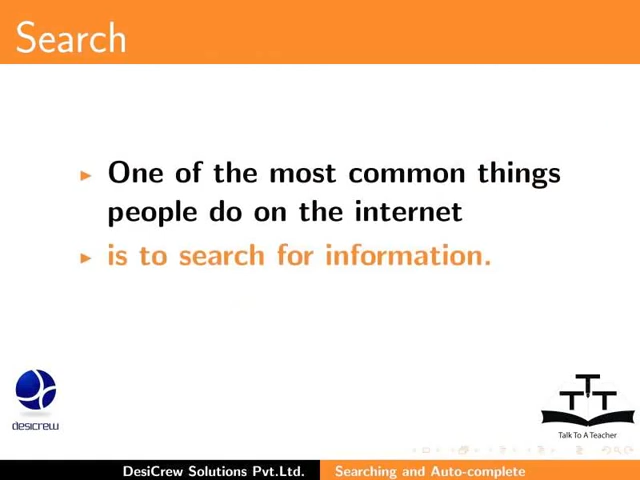 Search
One of the most common things
people do on the internet
is to search for information.
desicrew
TTT
Talk To A Teacher
DesiCrew Solutions Pvt.Ltd. Searching and Auto-complete